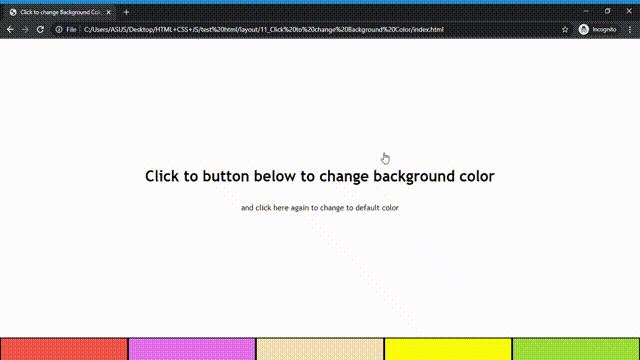 Click to change Background Col
File C:/Users/ASUS/Desktop/HTML+CSS+JS/test%20html/layout/11_Click%20to%20change%20Background%20Color/index.html
Incognito
Click to button below to change background color
and click here again to change to default color